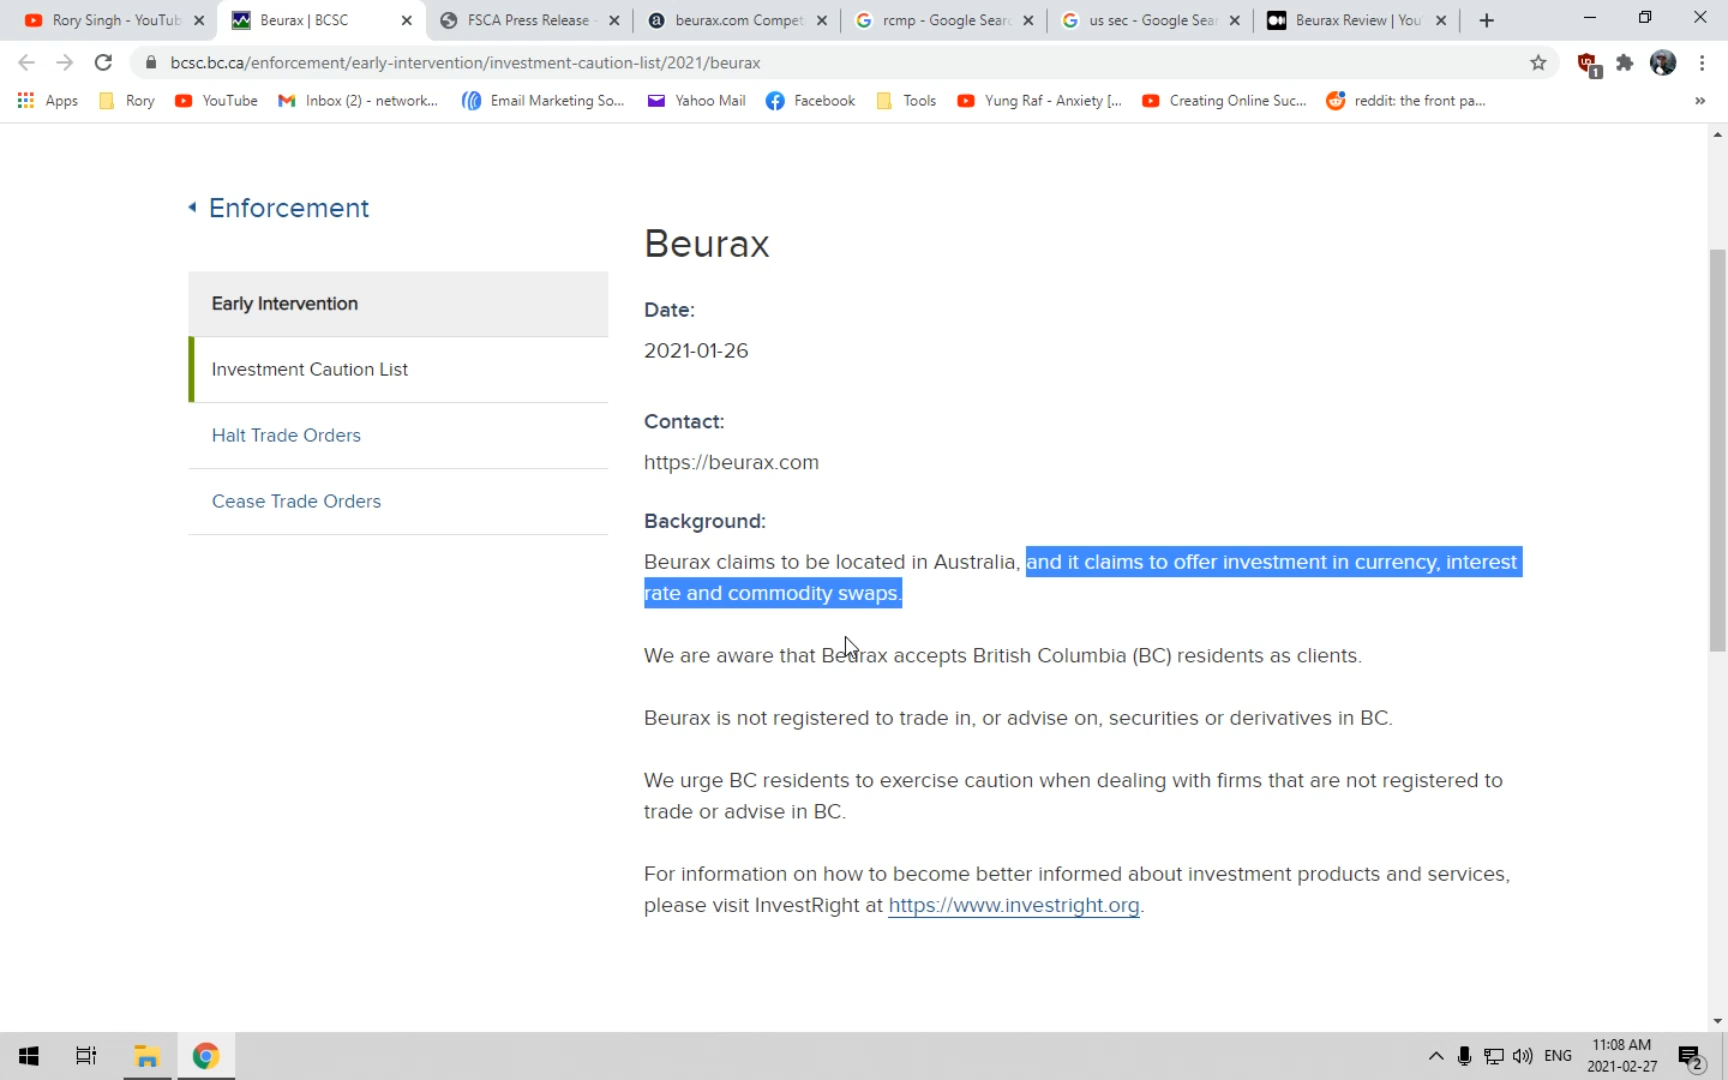 Rory Singh - YouTub
Beurax | BCSC
FSCA Press Release -
beurax.com Compet
rcmp - Google Searc
us sec - Google Sear
Beurax Review | You
bcsc.bc.ca/enforcement/early-intervention/investment-caution-list/2021/beurax
1
Apps
Rory
YouTube
Inbox (2) - network...
Email Marketing So...
Yahoo Mail
Facebook
Tools
Yung Raf - Anxiety [...
Creating Online Suc...
reddit: the front pa...
»
Enforcement
Early Intervention
Investment Caution List
Halt Trade Orders
Cease Trade Orders
Beurax
Date:
2021-01-26
Contact:
https://beurax.com
Background:
Beurax claims to be located in Australia, and it claims to offer investment in currency, interest
rate and commodity swaps.
We are aware that Beurax accepts British Columbia (BC) residents as clients.
Beurax is not registered to trade in, or advise on, securities or derivatives in BC.
We urge BC residents to exercise caution when dealing with firms that are not registered to
trade or advise in BC.
For information on how to become better informed about investment products and services,
please visit InvestRight at https://www.investright.org.
ENG
11:08 AM
2021-02-27
2